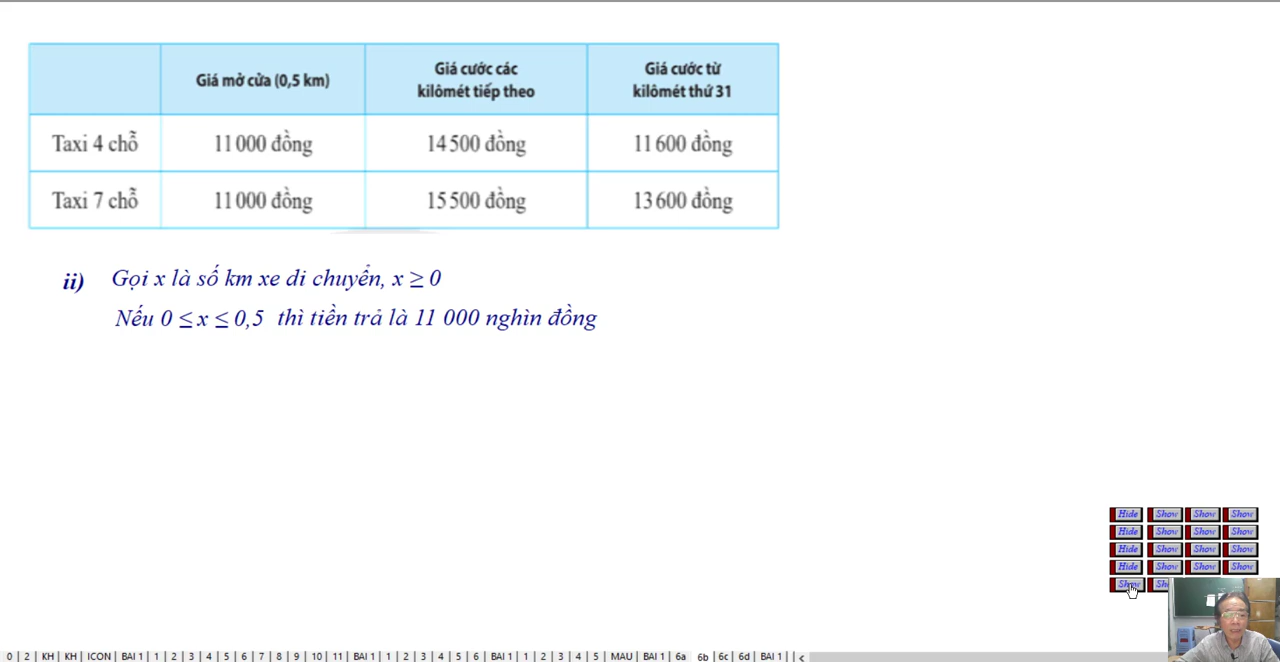 Giá mở cửa (0,5 km)
Giá cước các
kilômét tiếp theo
Giá cước từ
kilômét thứ 31
Taxi 4 chỗ
11 000 đồng
14 500 đồng
11 600 đồng
Taxi 7 chỗ
11 000 đồng
15 500 đồng
13 600 đồng
ii) Gọi x là số km xe di chuyển, x ≥ 0
Nếu 0 ≤ x ≤ 0,5 thì tiền trả là 11 000 nghìn đồng
Hide Show Show Show
Hide Show Show Show
Hide Show Show Show
Hide Show Show Show
Show
0 | 2 | KH | KH | ICON | BAI 1 | 1 | 2 | 3 | 4 | 5 | 6 | 7 | 8 | 9 | 10 | 11 | BAI 1 | 1 | 2 | 3 | 4 | 5 | 6 | BAI 1 | 1 | 2 | 3 | 4 | 5 | MAU | BAI 1 | 6a | 6b | 6c | 6d | BAI 1 | | <